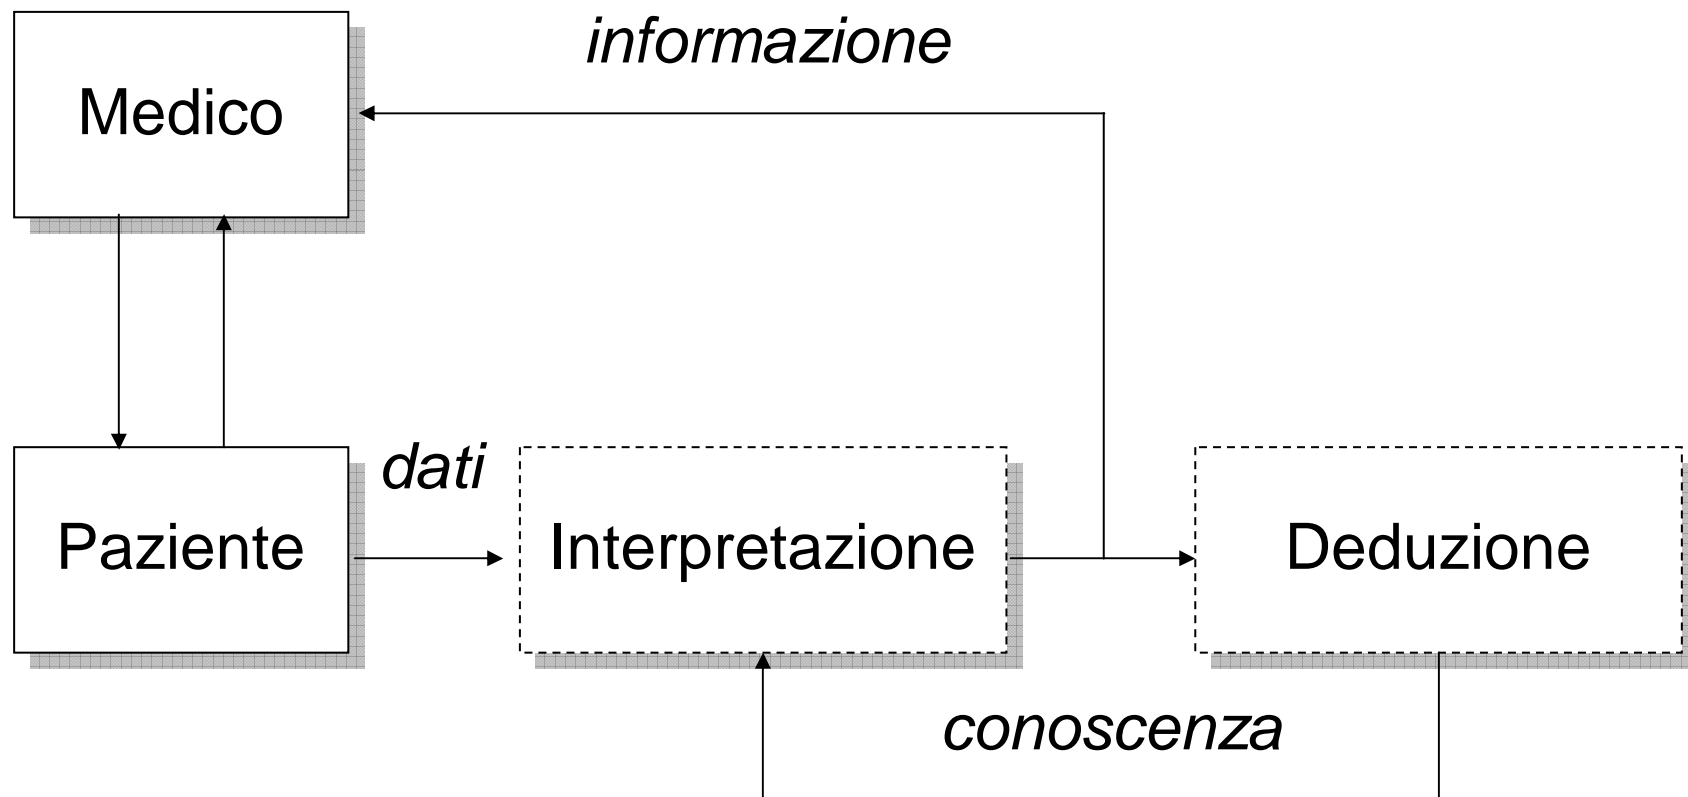 informazione
Medico
dati
Paziente
Interpretazione
Deduzione
conoscenza